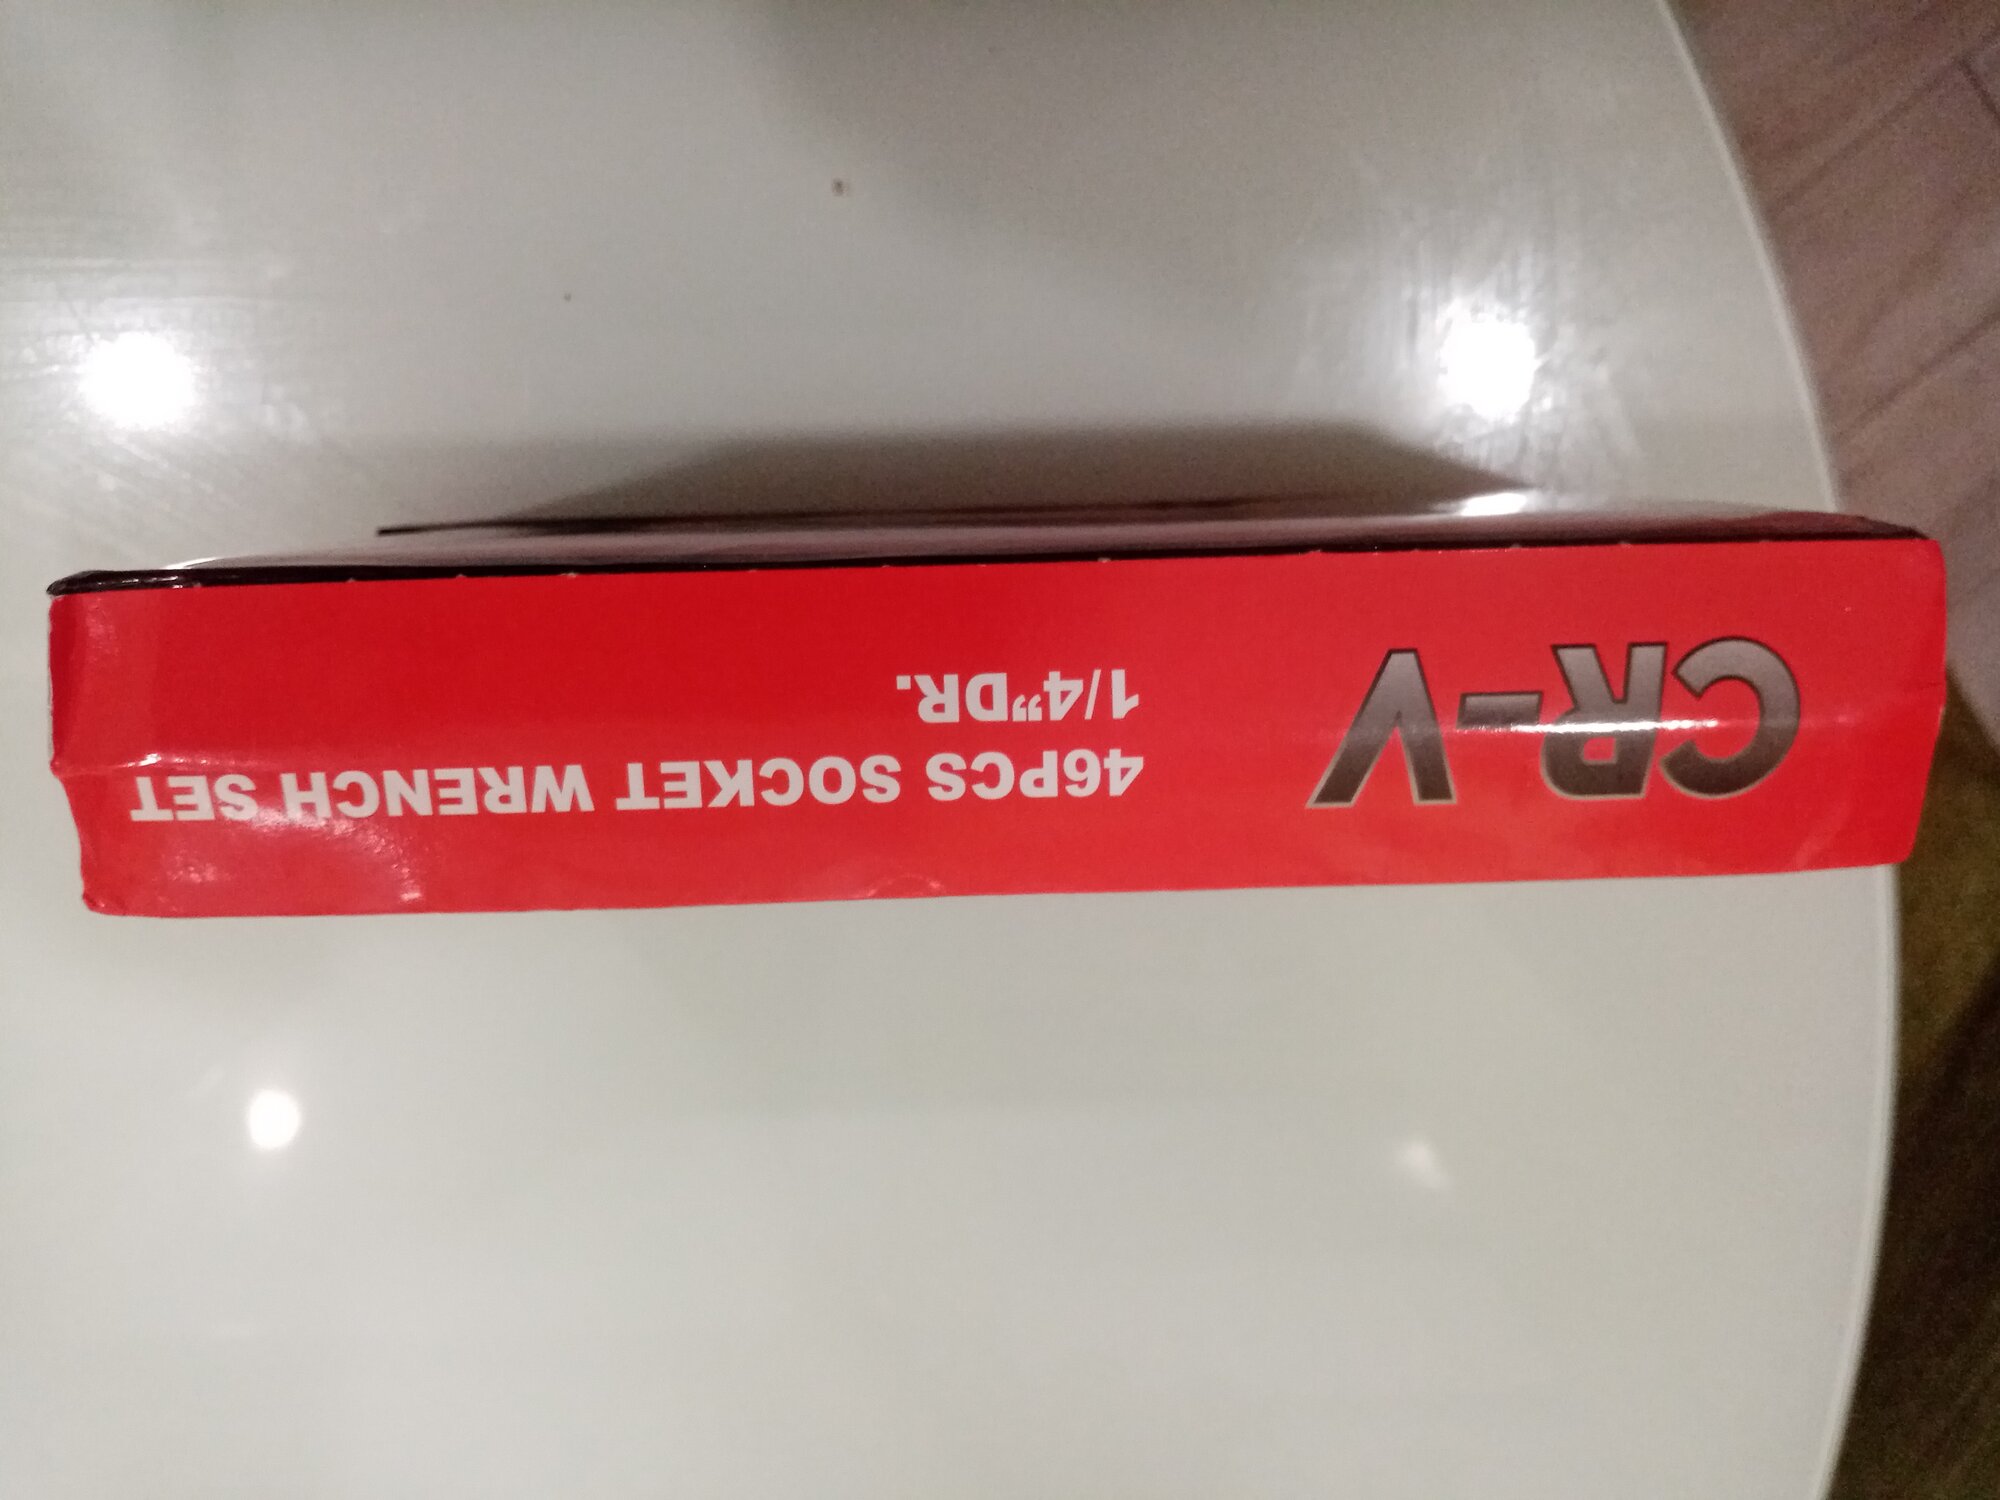 CR-V
46PCS SOCKET WRENCH SET
1/4”DR.